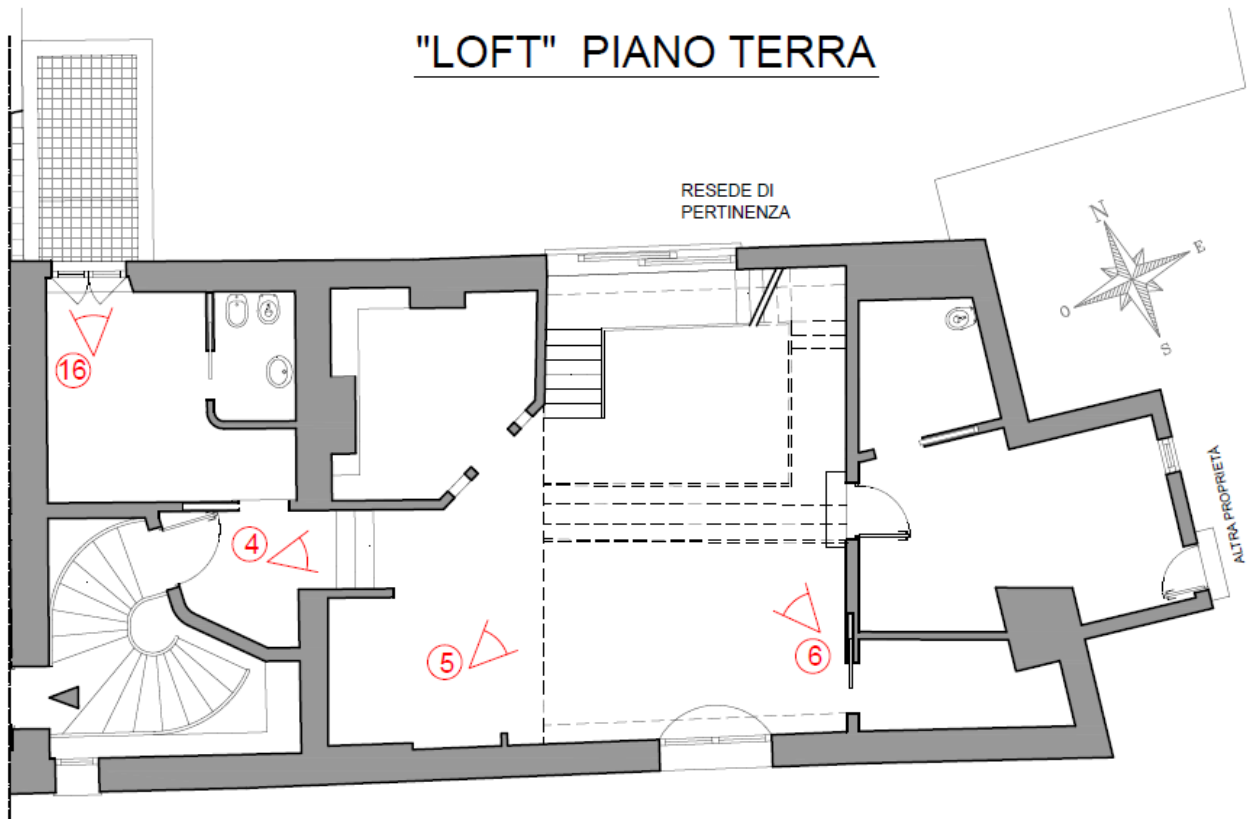 "LOFT" PIANO TERRA
RESEDE DI
PERTINENZA
N
E
O
S
16
4
5
6
ALTRA PROPRIETÀ